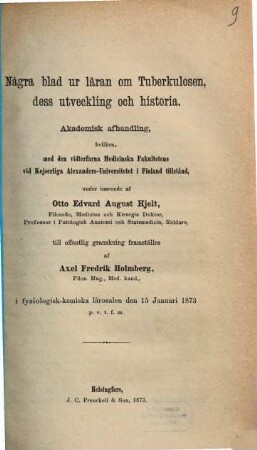 9
Några blad ur läran om Tuberkulosen,
dess utveckling och historia.
Akademisk afhandling,
hvilken,
med den vidterfarna Medicinska Fakultetens
vid Kejserliga Alexanders-Universitetet i Finland tillstånd,
under inseende af
Otto Edvard August Hjelt,
Filosofie, Medicine och Kirurgie Doktor,
Professor i Patologisk Anatomi och Statsmedicin, Riddare,
till offentlig granskning framställes
af
Axel Fredrik Holmberg,
Filos. Mag., Med. kand.,
i fysiologisk-kemiska lärosalen den 15 Januari 1873
p. v. t. f. m.
Helsingfors,
J. C. Frenckell & Son, 1873.